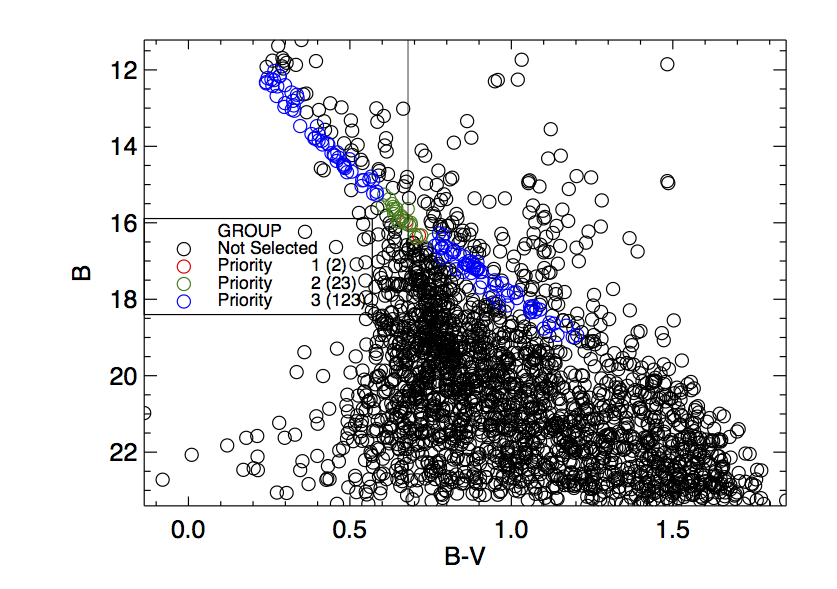 12
14
16
18
20
22
B
GROUP
Not Selected
Priority 1 (2)
Priority 2 (23)
Priority 3 (123)
0.0 0.5 1.0 1.5
B-V